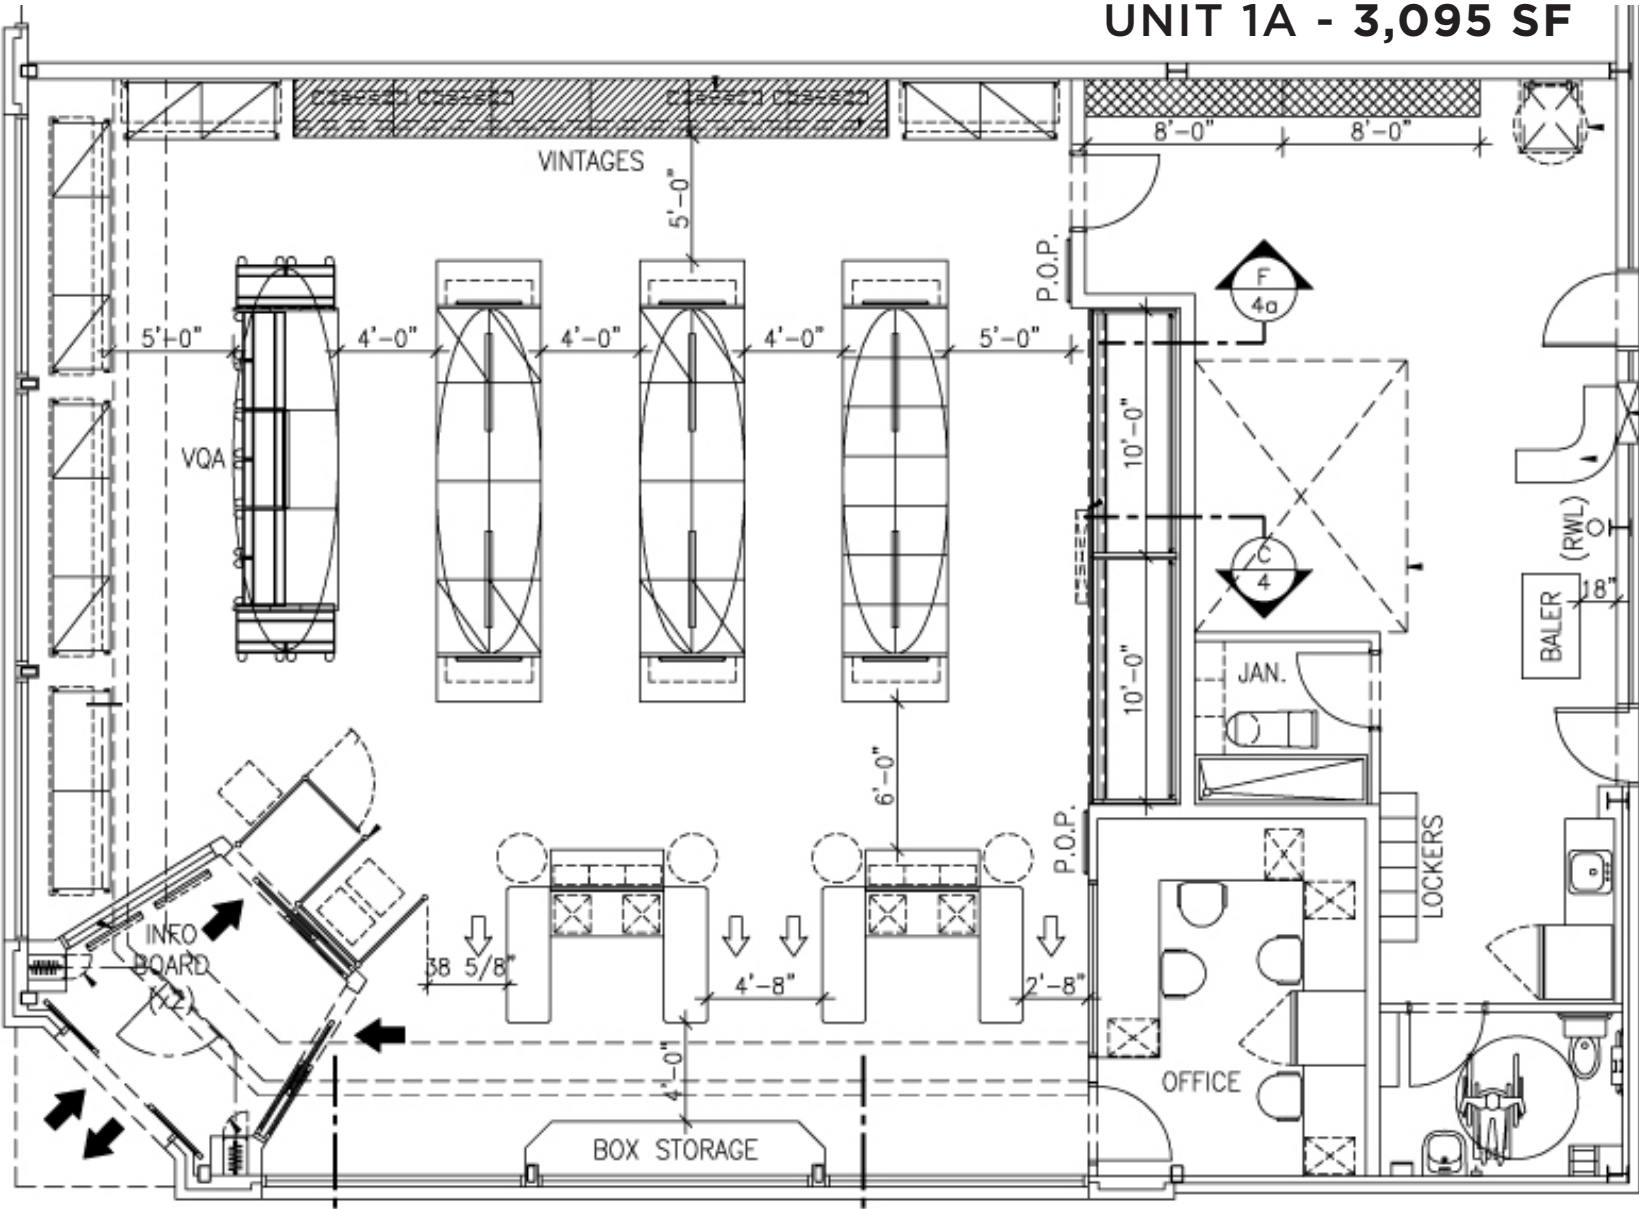 UNIT 1A - 3,095 SF
8'-0"
8'-0"
VINTAGES
5'-0"
P.O.P.
F
4a
5'-0"
4'-0"
4'-0"
4'-0"
5'-0"
10'-0"
VQA
(RWL)
C
4
18"
BALER
10'-0"
JAN.
6'-0"
P.O.P.
LOCKERS
INFO
BOARD
(x2)
38 5/8"
4'-8"
2'-8"
4'-0"
OFFICE
BOX STORAGE